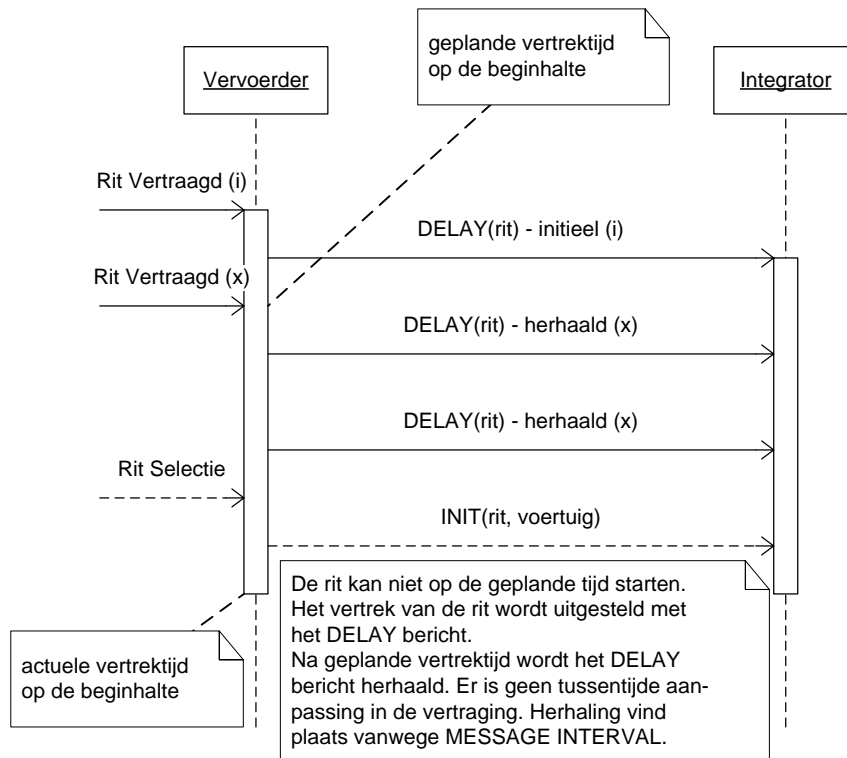 geplande vertrektijd
op de beginhalte
Vervoerder
Integrator
Rit Vertraagd (i)
DELAY(rit) - initieel (i)
Rit Vertraagd (x)
DELAY(rit) - herhaald (x)
DELAY(rit) - herhaald (x)
Rit Selectie
INIT(rit, voertuig)
De rit kan niet op de geplande tijd starten.
Het vertrek van de rit wordt uitgesteld met
het DELAY bericht.
Na geplande vertrektijd wordt het DELAY
bericht herhaald. Er is geen tussentijde aan-
passing in de vertraging. Herhaling vind
plaats vanwege MESSAGE INTERVAL.
actuele vertrektijd
op de beginhalte